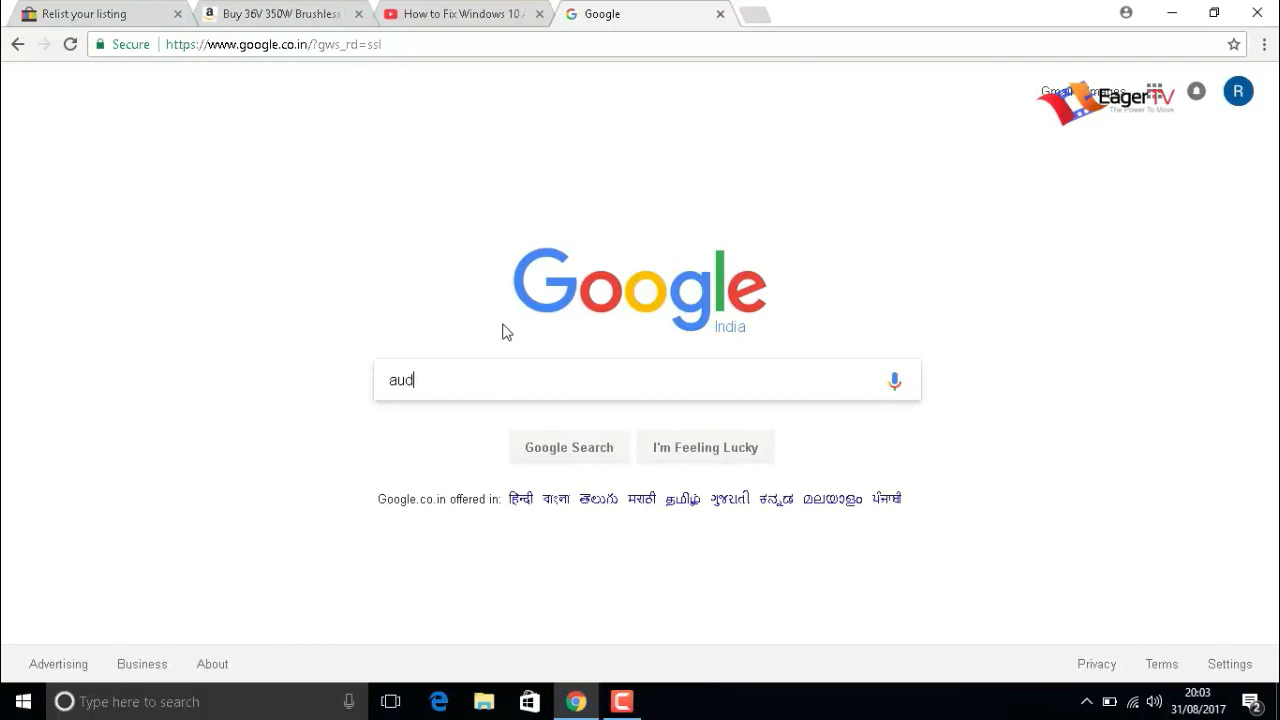 Relist your listing
Buy 36V 350W Brushless
How to Fix Windows 10
Google
Secure https://www.google.co.in/?gws_rd=ssl
Gmail Images
EagerTV
The Power To Move
R
Google
India
aud
Google Search I'm Feeling Lucky
Google.co.in offered in: हिन्दी বাংলা తెలుగు मराठी தமிழ் ગુજરાતી ಕನ್ನಡ മലയാളം ਪੰਜਾਬੀ
Advertising Business About Privacy Terms Settings
Type here to search
20:03
31/08/2017
2